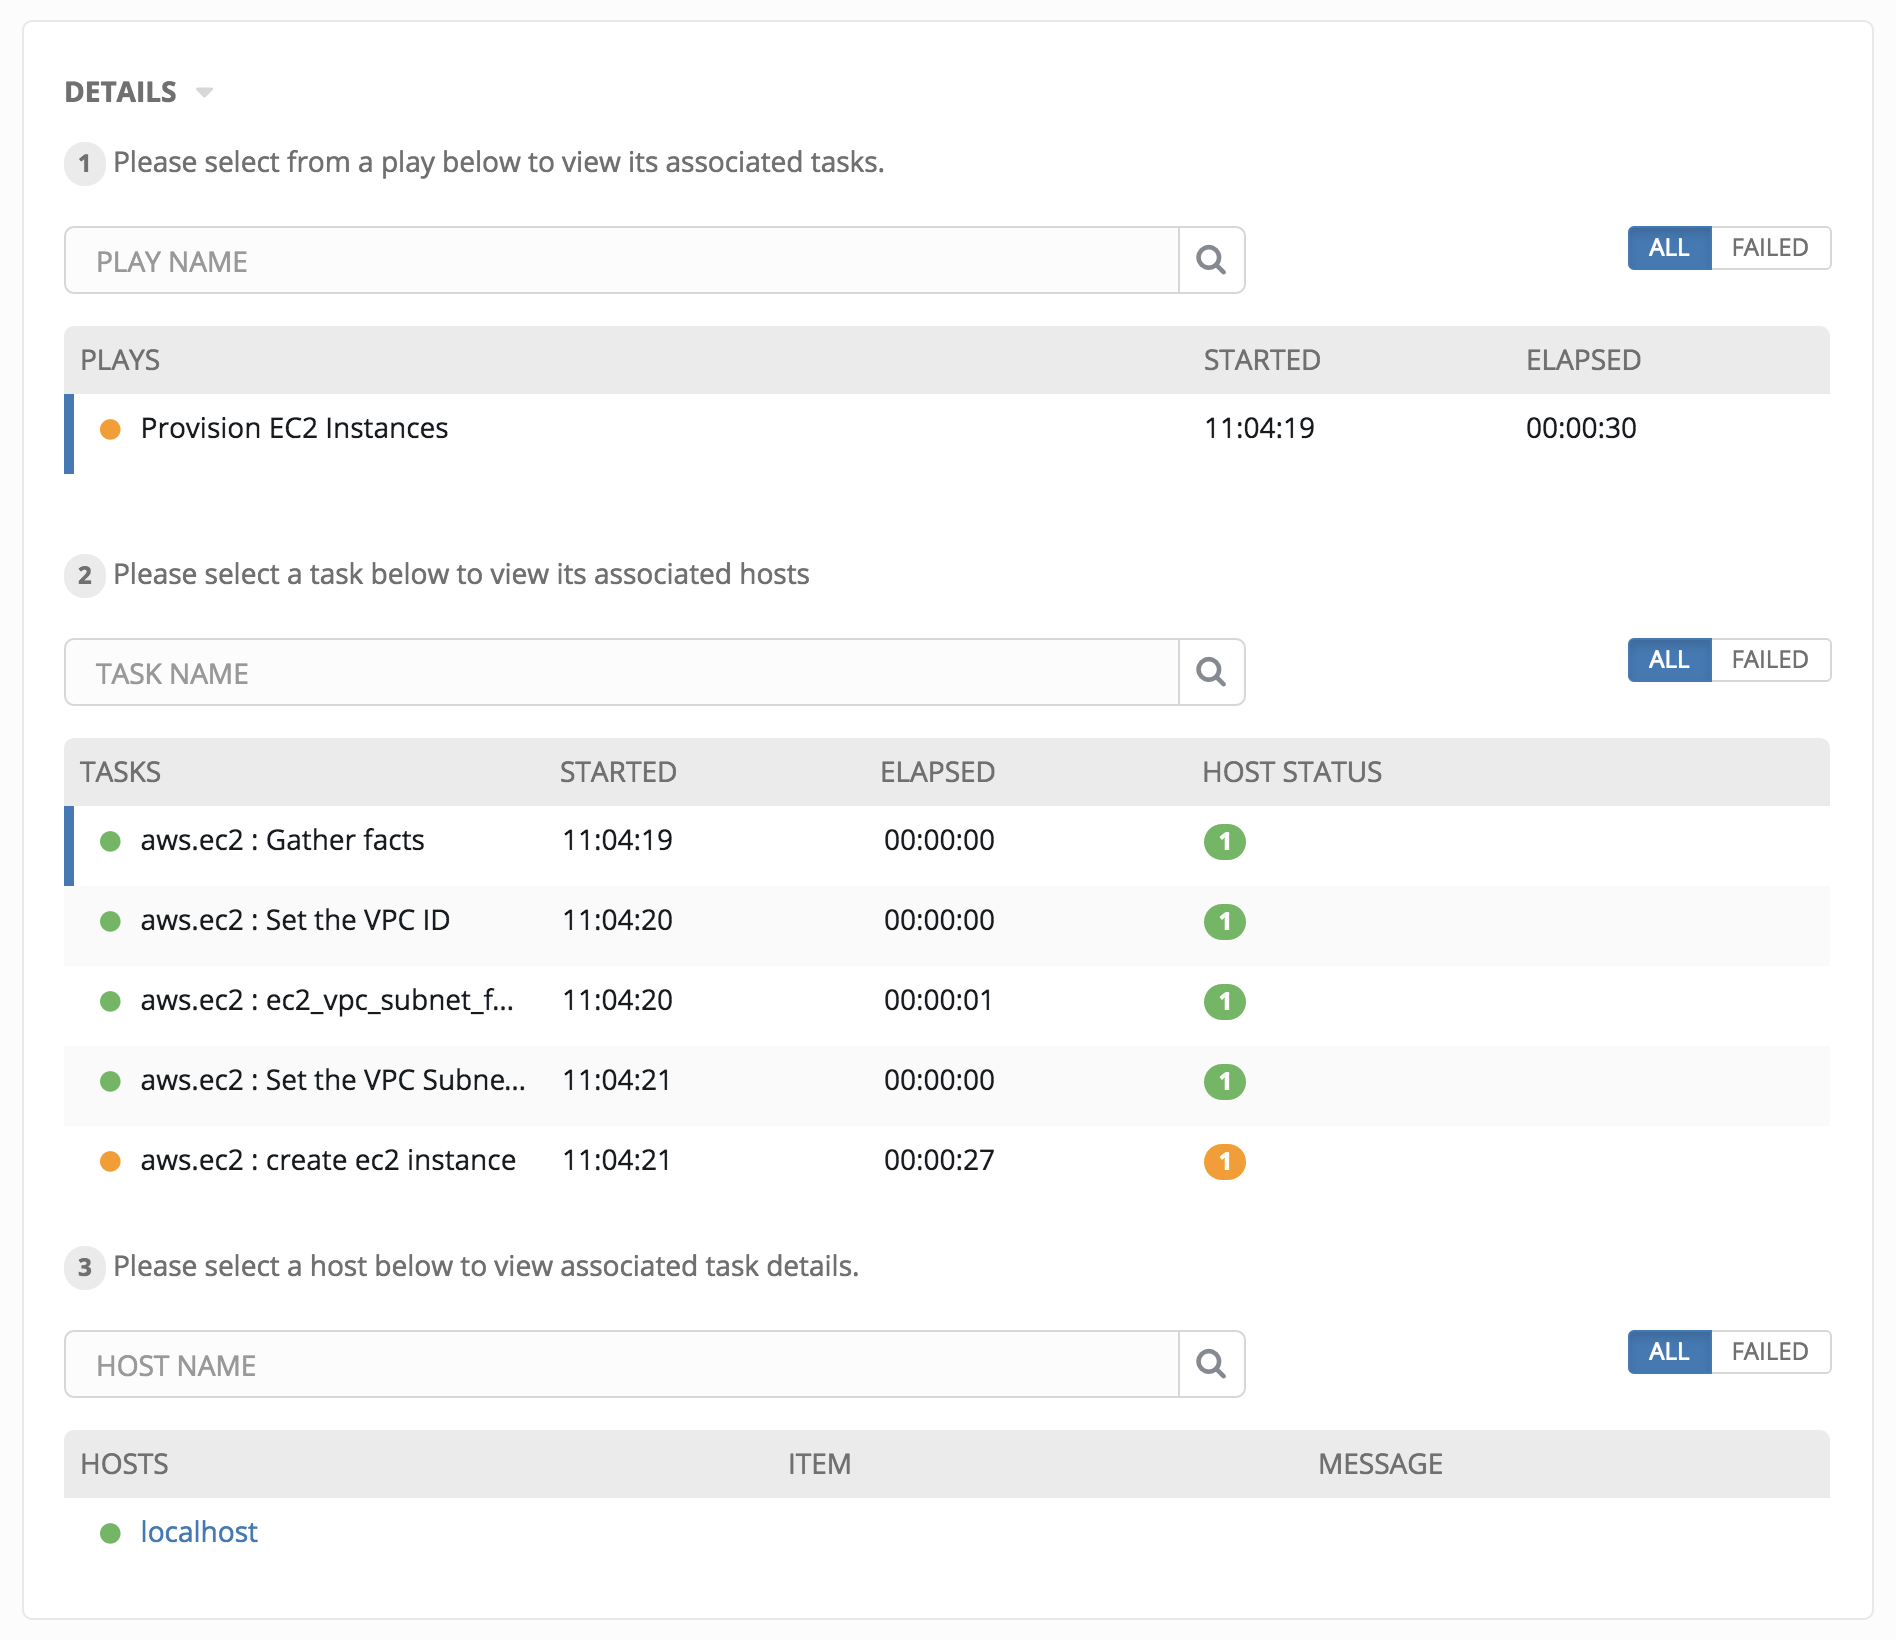 DETAILS
1 Please select from a play below to view its associated tasks.
PLAY NAME
ALL FAILED
PLAYS STARTED ELAPSED
Provision EC2 Instances 11:04:19 00:00:30
2 Please select a task below to view its associated hosts
TASK NAME
ALL FAILED
TASKS STARTED ELAPSED HOST STATUS
aws.ec2 : Gather facts 11:04:19 00:00:00 1
aws.ec2 : Set the VPC ID 11:04:20 00:00:00 1
aws.ec2 : ec2_vpc_subnet_f... 11:04:20 00:00:01 1
aws.ec2 : Set the VPC Subne... 11:04:21 00:00:00 1
aws.ec2 : create ec2 instance 11:04:21 00:00:27 1
3 Please select a host below to view associated task details.
HOST NAME
ALL FAILED
HOSTS ITEM MESSAGE
localhost